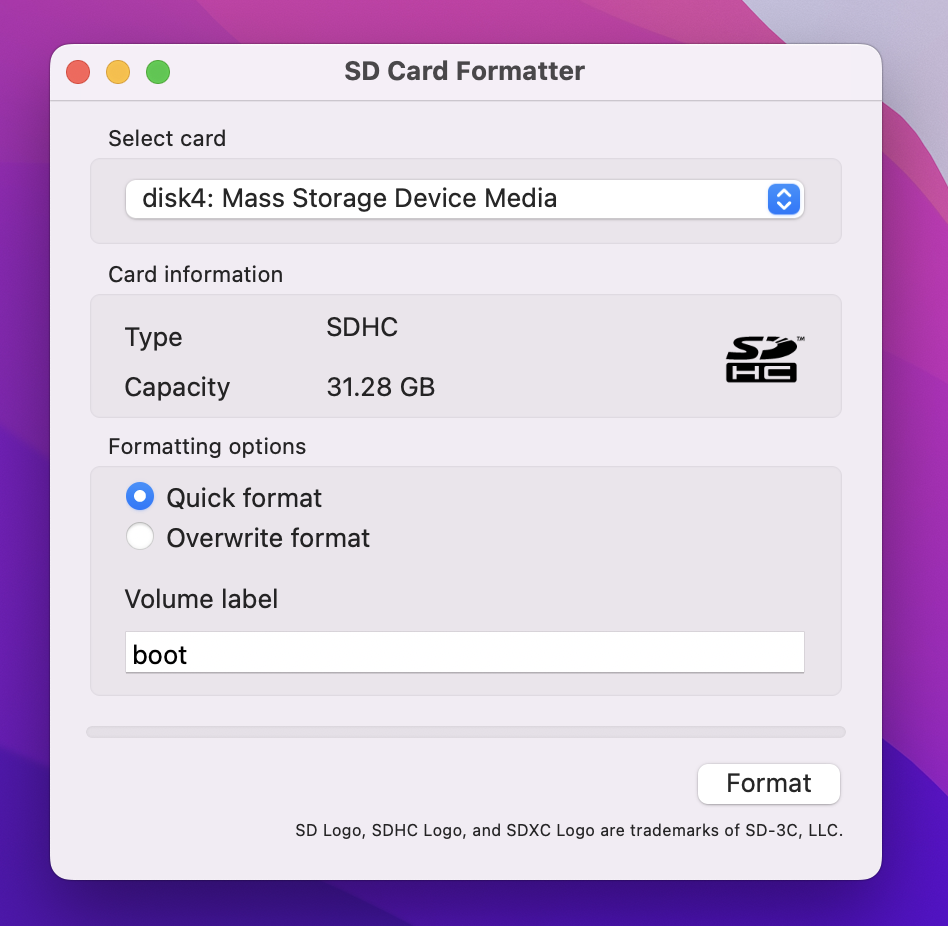 SD Card Formatter
Select card
disk4: Mass Storage Device Media
Card information
Type SDHC
Capacity 31.28 GB
SD™
HC
Formatting options
Quick format
Overwrite format
Volume label
boot
Format
SD Logo, SDHC Logo, and SDXC Logo are trademarks of SD-3C, LLC.